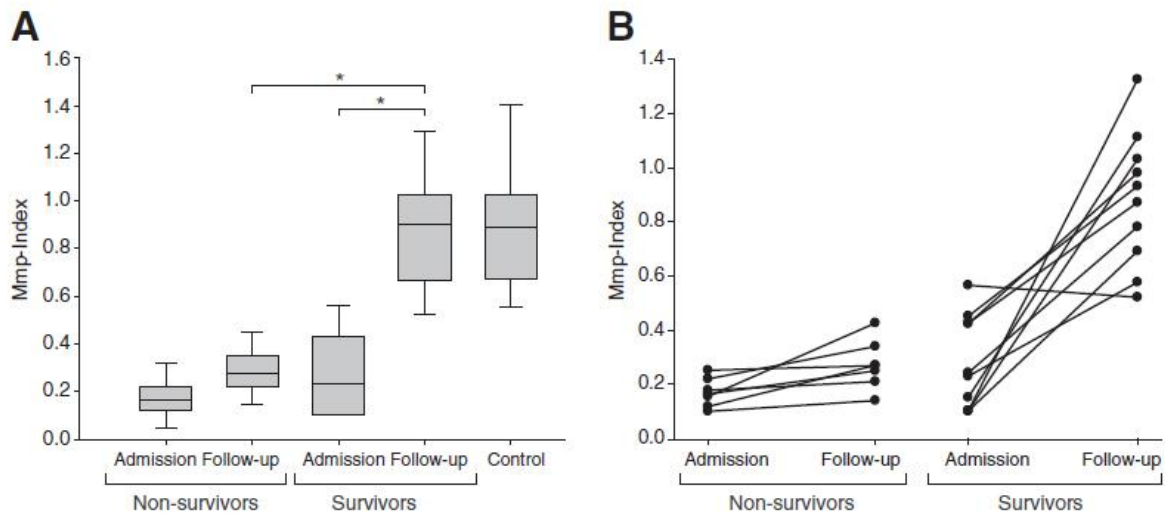 A
1.6
1.4
1.2
1.0
0.8
0.6
0.4
0.2
0.0
Mmp-Index
*
*
Admission Follow-up Admission Follow-up Control
Non-survivors Survivors
B
1.4
1.2
1.0
0.8
0.6
0.4
0.2
0.0
Mmp-Index
Admission Follow-up Admission Follow-up
Non-survivors Survivors